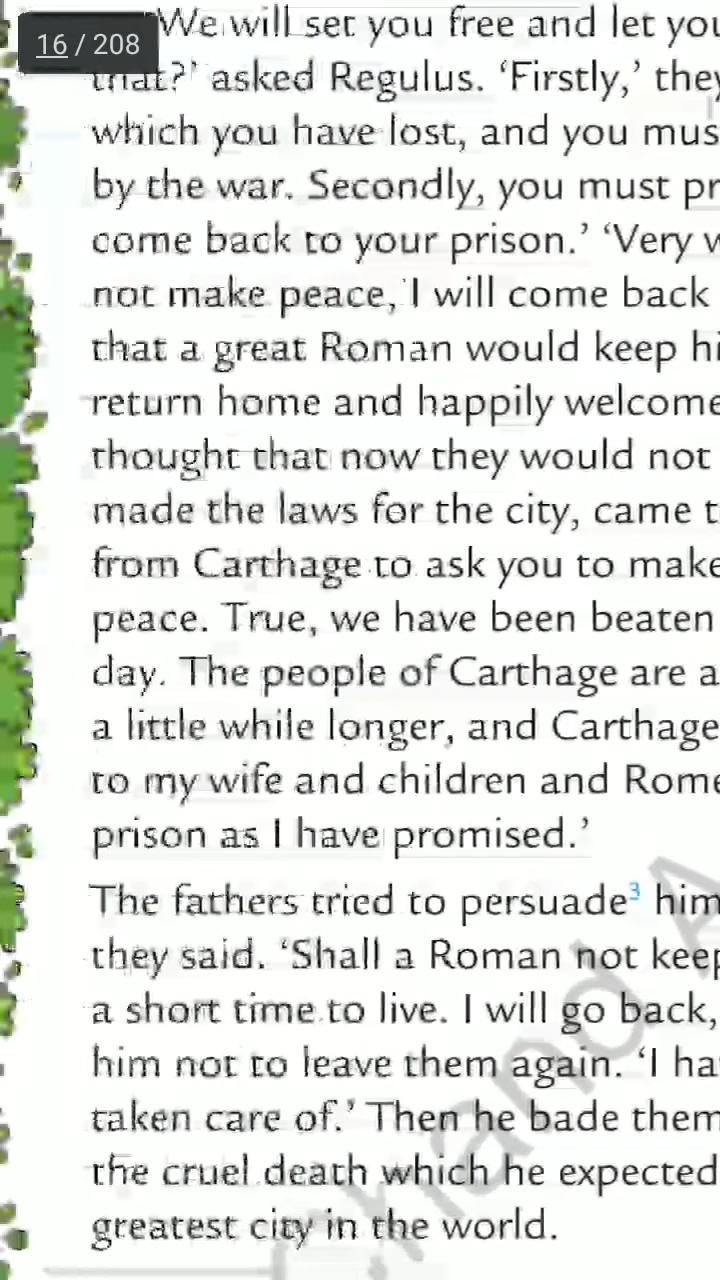 16 / 208
'We will set you free and let you
that?' asked Regulus. 'Firstly,' they
which you have lost, and you mus
by the war. Secondly, you must pr
come back to your prison.' 'Very w
not make peace, I will come back
that a great Roman would keep hi
return home and happily welcome
thought that now they would not
made the laws for the city, came t
from Carthage to ask you to make
peace. True, we have been beaten
day. The people of Carthage are a
a little while longer, and Carthage
to my wife and children and Rome
prison as I have promised.'
The fathers tried to persuade³ him
they said. 'Shall a Roman not keep
a short time to live. I will go back,
him not to leave them again. 'I ha
taken care of.' Then he bade them
the cruel death which he expected
greatest city in the world.
hand A